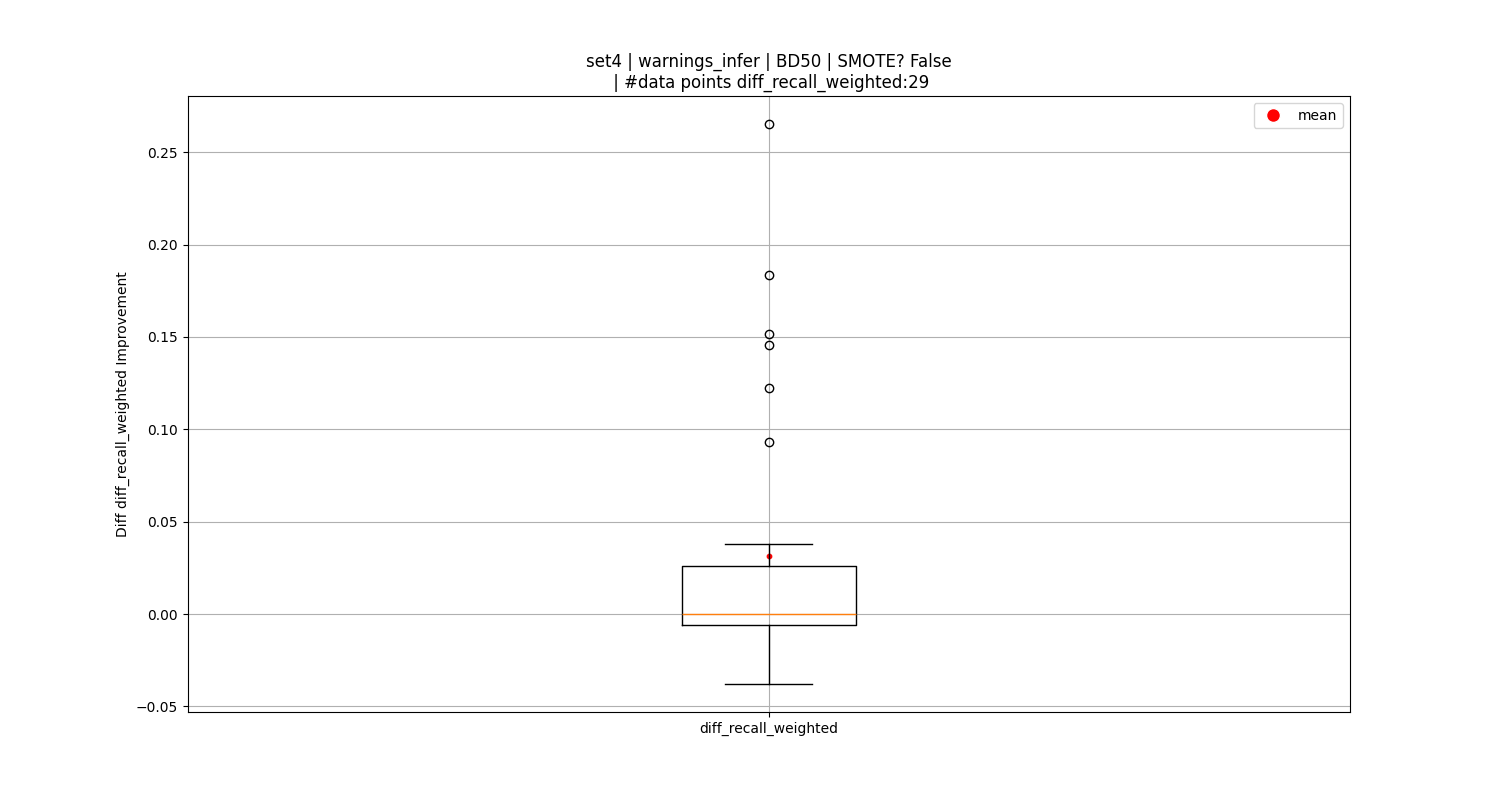 set4 | warnings_infer | BD50 | SMOTE? False
| #data points diff_recall_weighted:29
mean
0.25
0.20
0.15
0.10
0.05
0.00
−0.05
Diff diff_recall_weighted Improvement
diff_recall_weighted